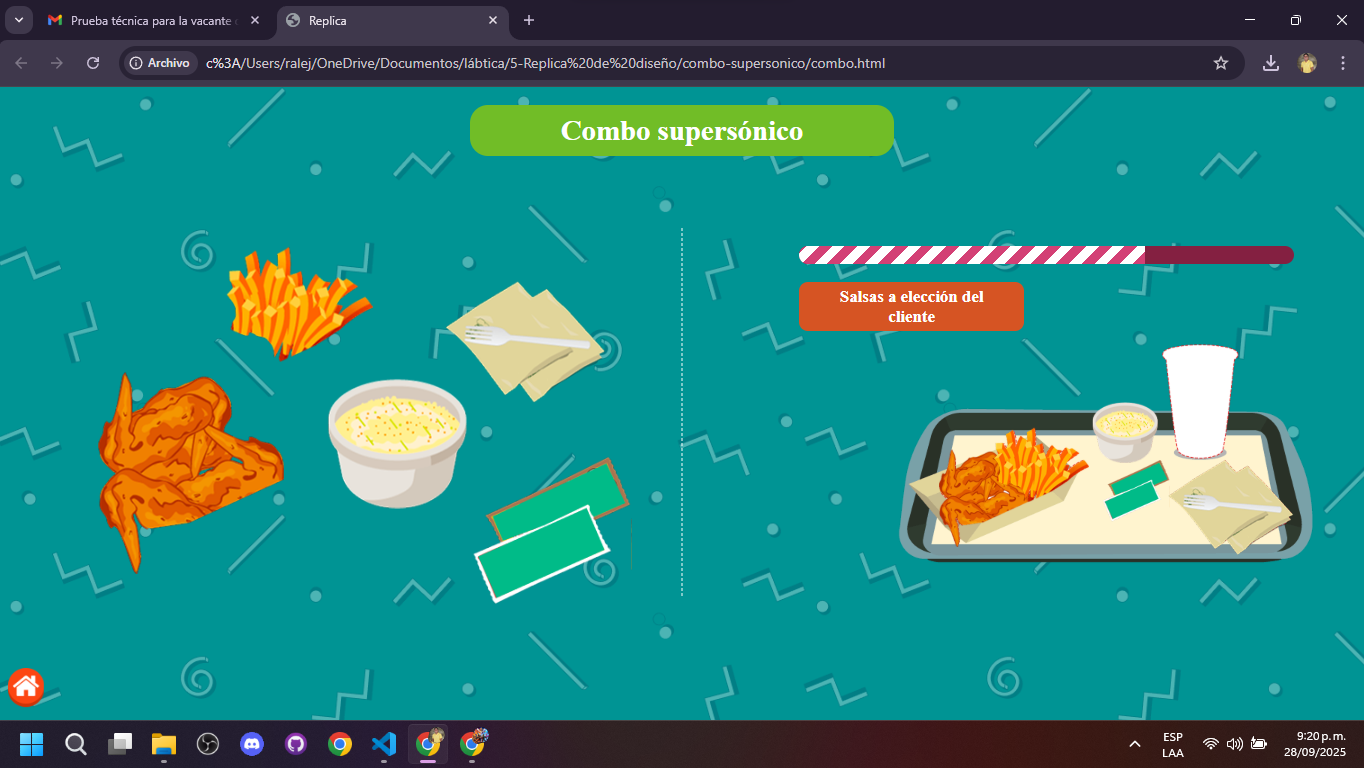 Prueba técnica para la vacante
Replica
Archivo
c%3A/Users/ralej/OneDrive/Documentos/lábtica/5-Replica%20de%20diseño/combo-supersonico/combo.html
Combo supersónico
Salsas a elección del
cliente
ESP
LAA
9:20 p. m.
28/09/2025